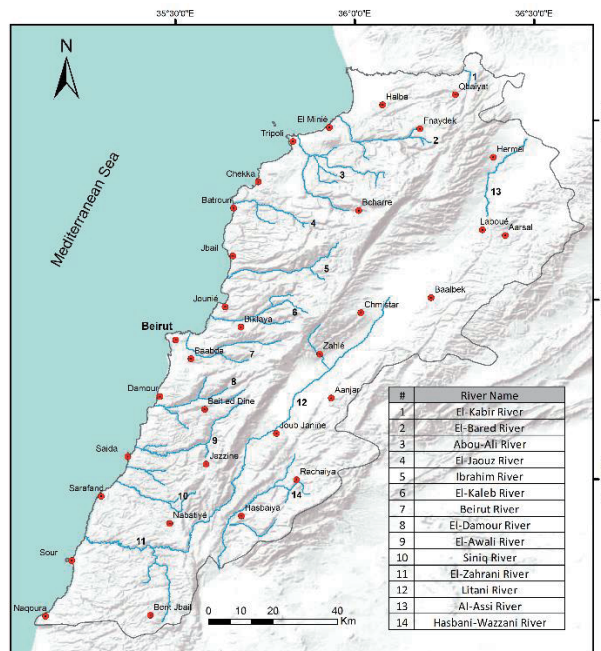 35°30'0"E
36°0'0"E
36°30'0"E
N
Mediterranean Sea
1
Qbaiyat
Halba
El Minié
Fnaydek
Tripoli
2
Hermel
3
Chekka
13
Batroun
Bcharre
4
Laboué
Aarsal
Jbail
5
Baalbek
Jounié
6
Chmistar
Bikfaya
Beirut
7
Baabda
Zahlé
8
Damour
12
Aanjar
Bait ed Dine
9
Joub Janine
Saida
Jazzine
Rachaiya
10
14
Sarafand
Hasbaiya
Nabatiyé
11
Sour
Naqoura
Bent Jbail
0 10 20 40
Km
# River Name
1 El-Kabir River
2 El-Bared River
3 Abou-Ali River
4 El-Jaouz River
5 Ibrahim River
6 El-Kaleb River
7 Beirut River
8 El-Damour River
9 El-Awali River
10 Siniq River
11 El-Zahrani River
12 Litani River
13 Al-Assi River
14 Hasbani-Wazzani River